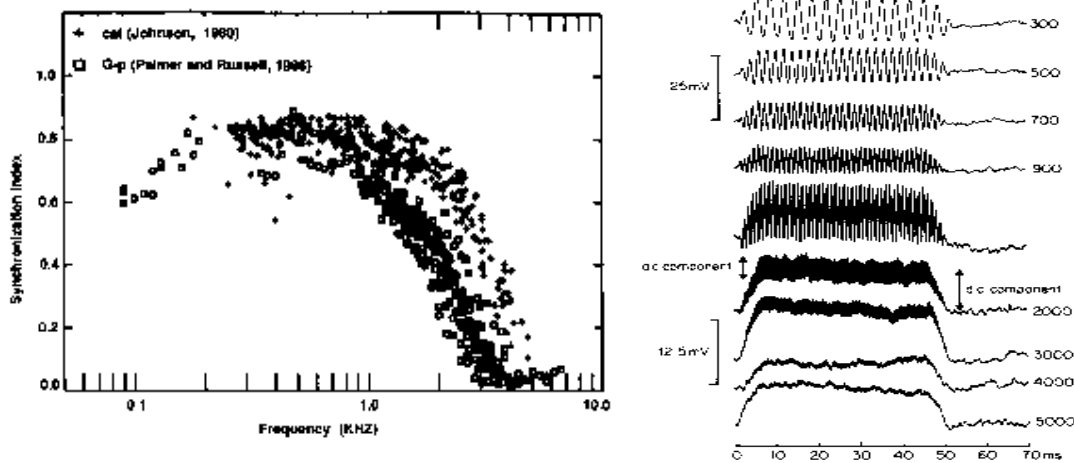 + cat (Johnson, 1980)
□ G-p (Palmer and Russell, 1986)
Synchronization Index
1.0
0.8
0.6
0.4
0.2
0.0
0.1 1.0 10.0
Frequency (KHZ)
300
500
25mV
700
900
a c component
d c component
2000
12 5mV
3000
4000
5000
0 10 20 30 40 50 60 70 ms